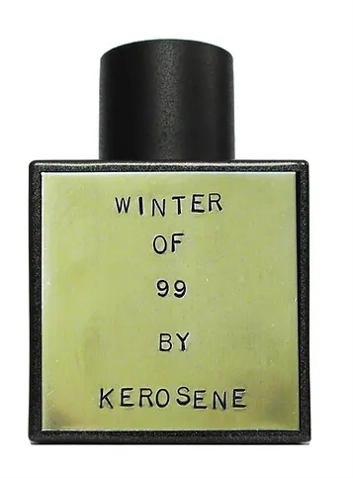 WINTER
OF
99
BY
KEROSENE